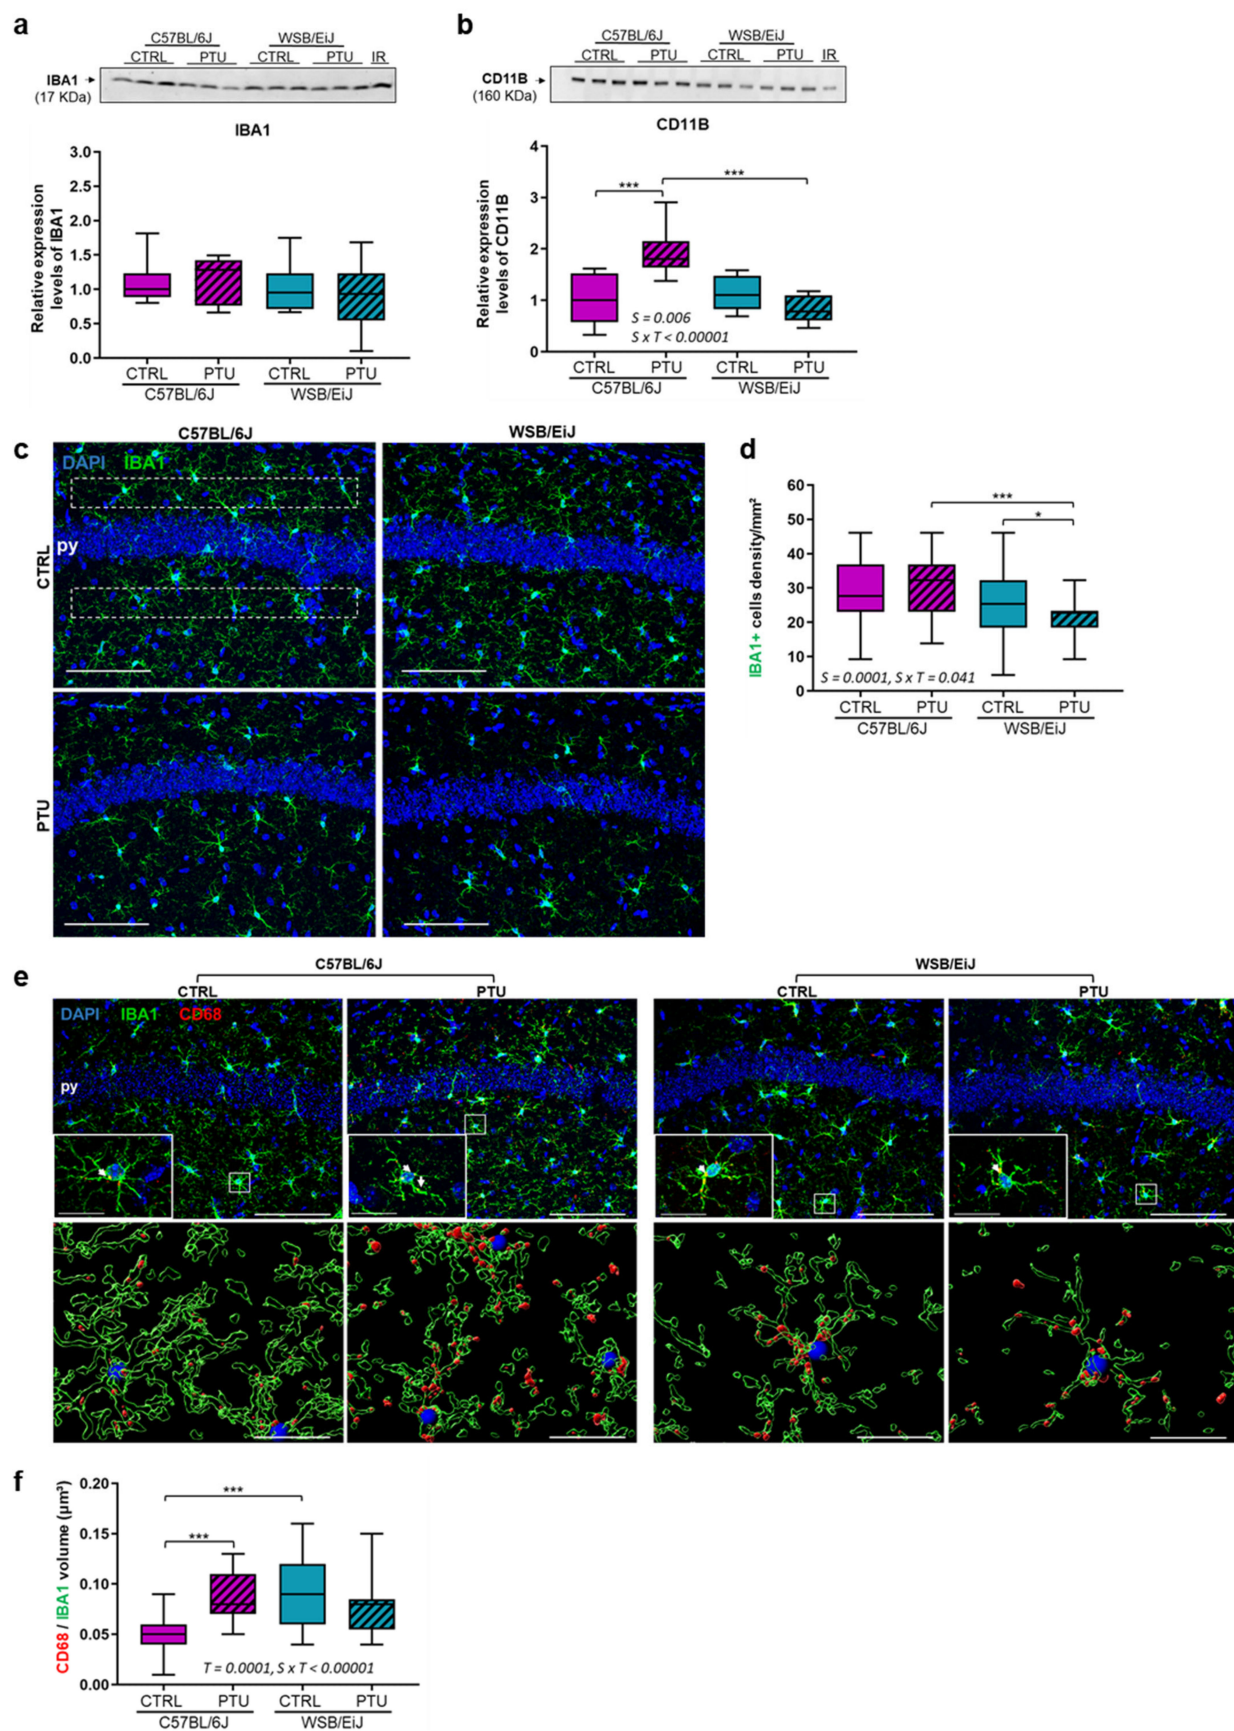 a
C57BL/6J WSB/EiJ
CTRL PTU CTRL PTU IR
IBA1
(17 KDa)
IBA1
Relative expression
levels of IBA1
3.0
2.5
2.0
1.5
1.0
0.5
0.0
CTRL PTU CTRL PTU
C57BL/6J WSB/EiJ
b
C57BL/6J WSB/EiJ
CTRL PTU CTRL PTU IR
CD11B
(160 KDa)
CD11B
Relative expression
levels of CD11B
4
3
2
1
0
*** ***
S = 0.006
S x T < 0.00001
CTRL PTU CTRL PTU
C57BL/6J WSB/EiJ
c
C57BL/6J WSB/EiJ
DAPI IBA1
py
CTRL
PTU
d
IBA1+ cells density/mm²
60
50
40
30
20
10
0
***
*
S = 0.0001, S x T = 0.041
CTRL PTU CTRL PTU
C57BL/6J WSB/EiJ
e
C57BL/6J WSB/EiJ
CTRL PTU CTRL PTU
DAPI IBA1 CD68
py
f
CD68 / IBA1 volume (µm³)
0.20
0.15
0.10
0.05
0.00
***
***
T = 0.0001, S x T < 0.00001
CTRL PTU CTRL PTU
C57BL/6J WSB/EiJ